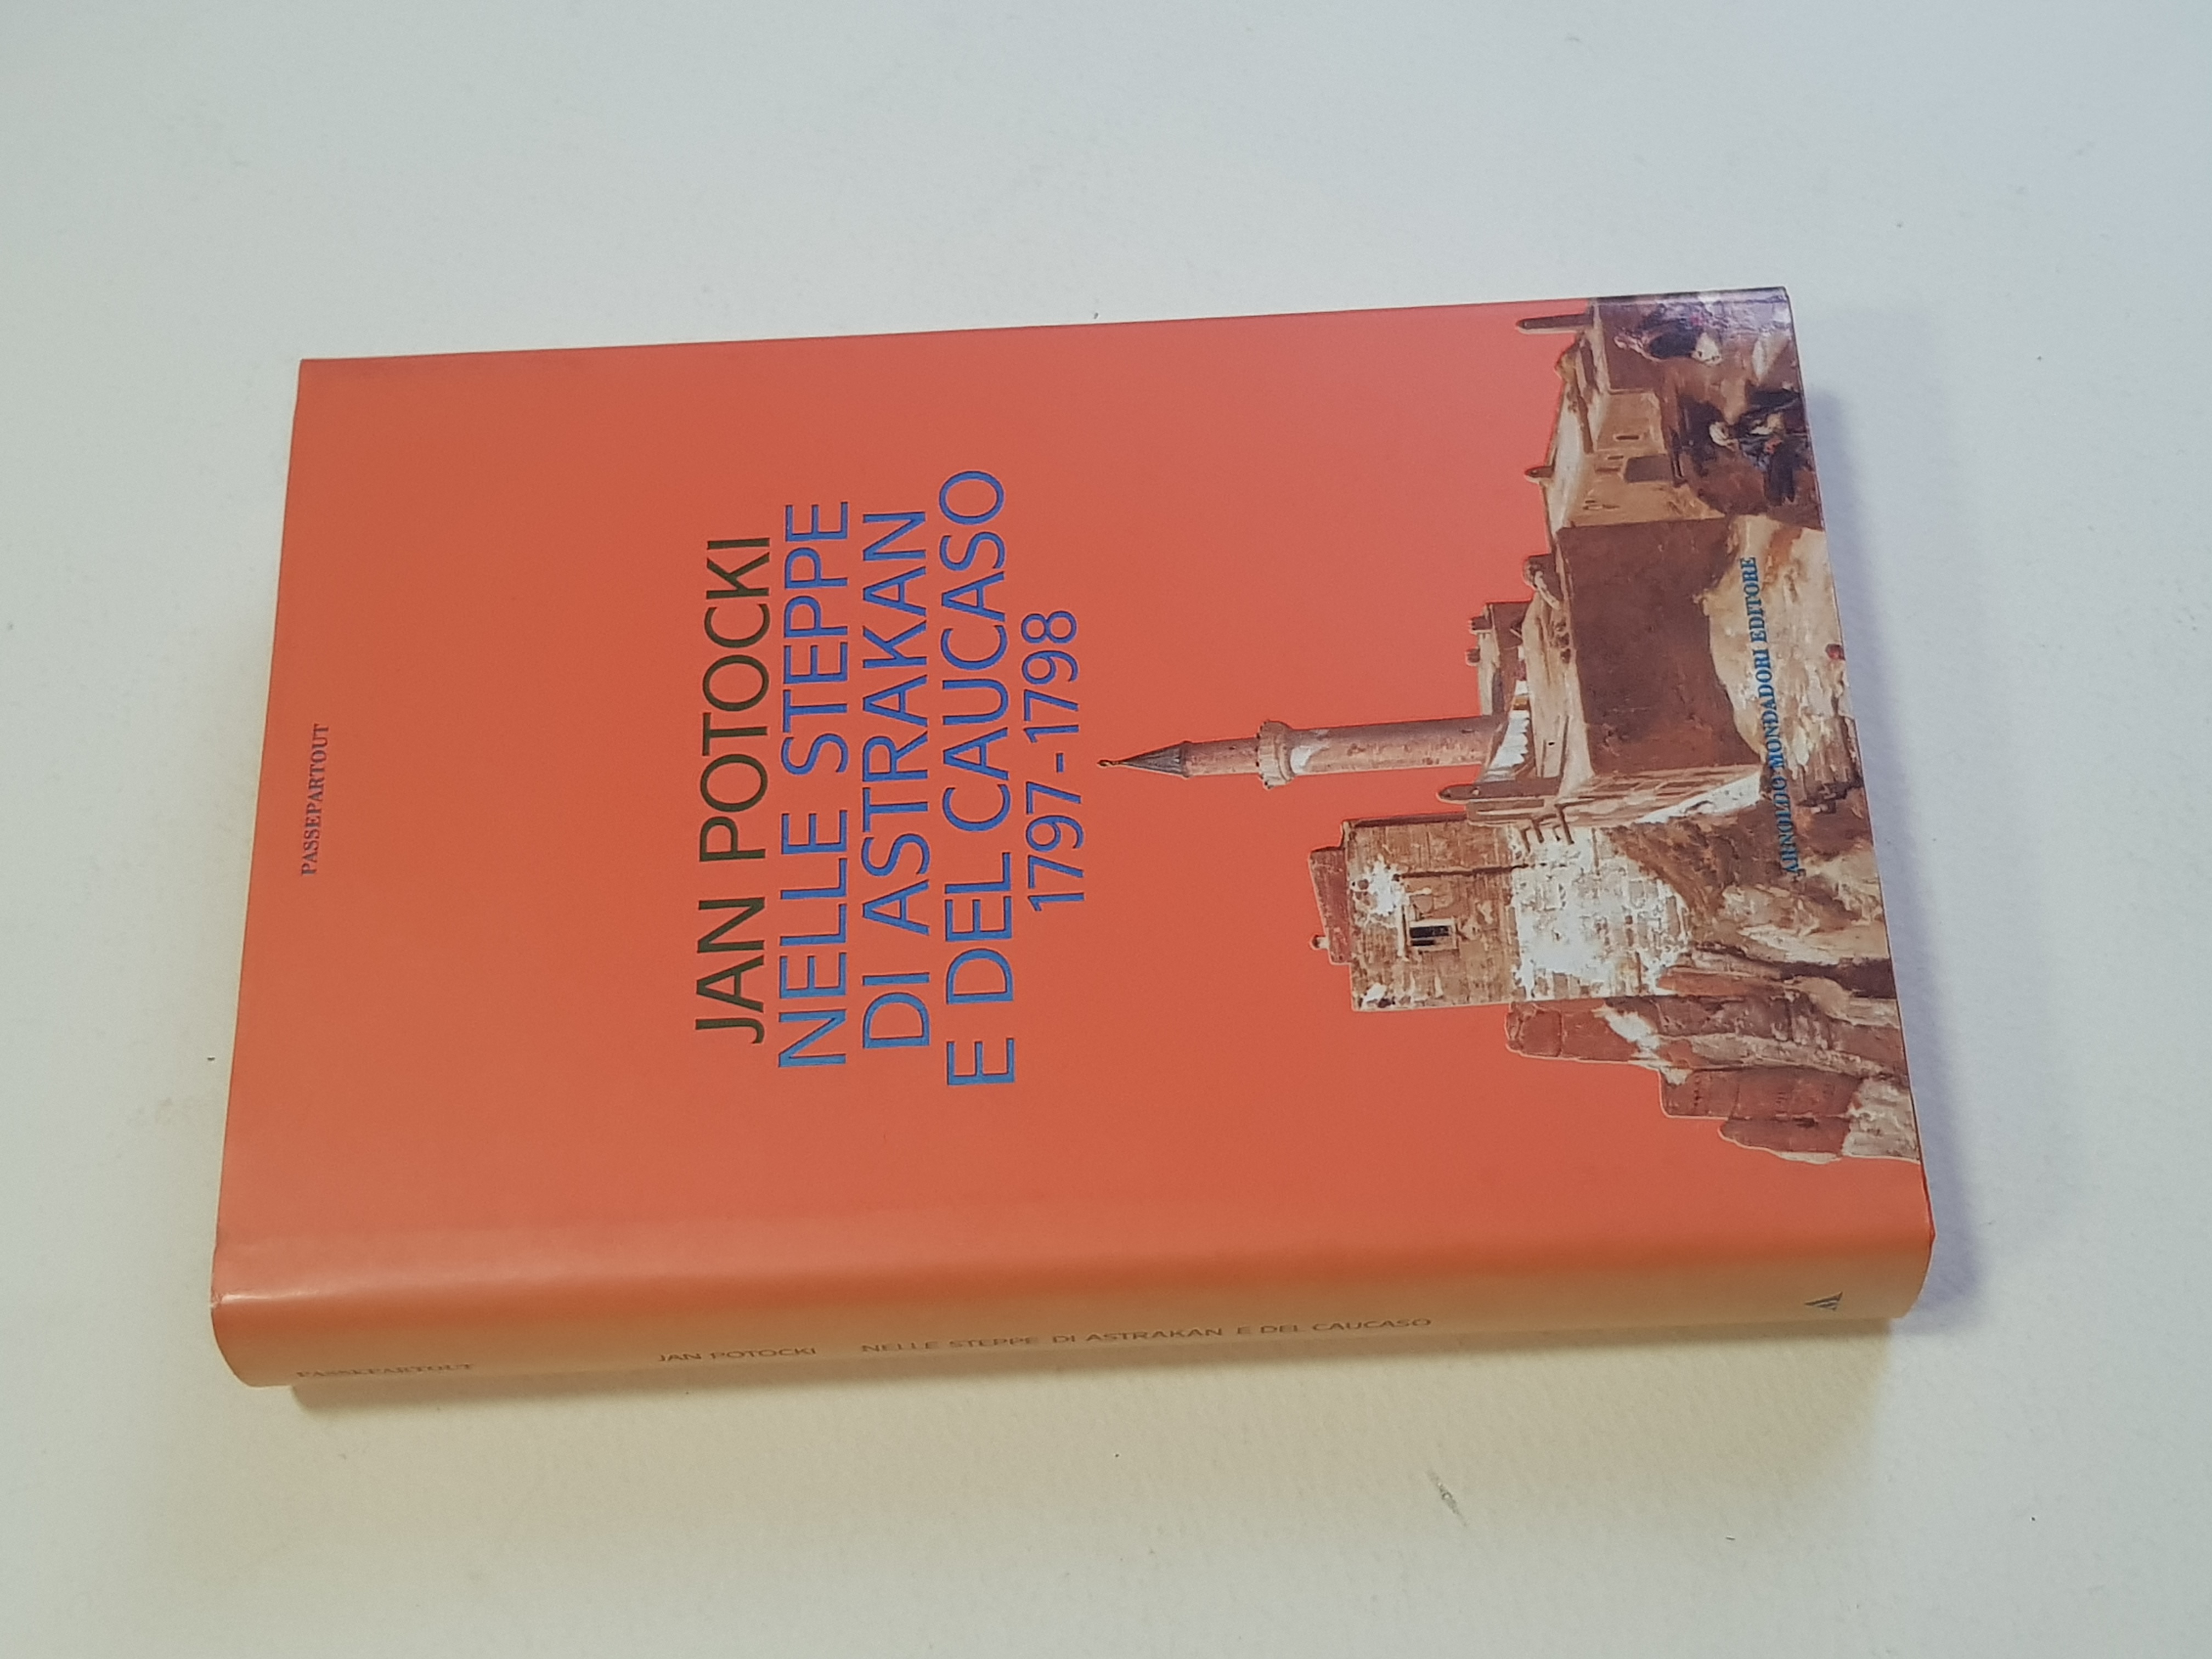 PASSEPARTOUT
JAN POTOCKI
NELLE STEPPE
DI ASTRAKAN
E DEL CAUCASO
1797-1798
ARNOLDO MONDADORI EDITORE
PASSEPARTOUT
JAN POTOCKI NELLE STEPPE DI ASTRAKAN E DEL CAUCASO